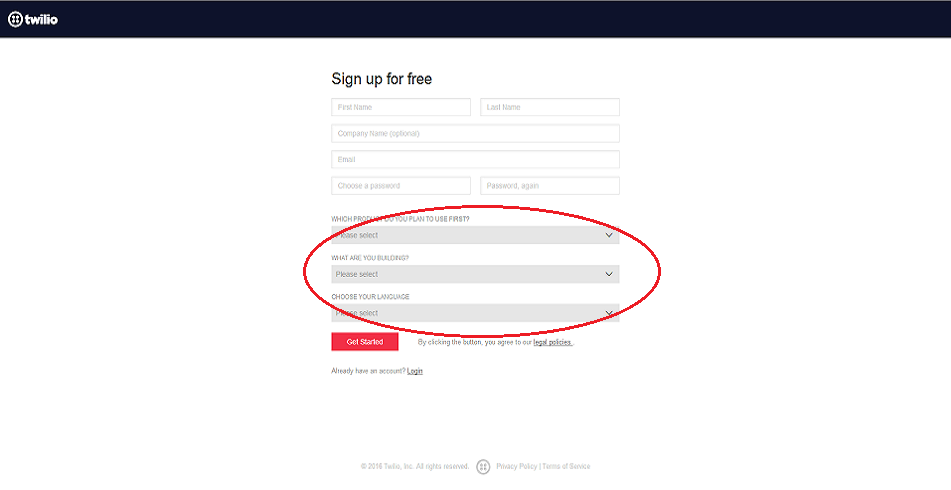 twilio
Sign up for free
First Name Last Name
Company Name (optional)
Email
Choose a password Password, again
WHICH PRODUCT DO YOU PLAN TO USE FIRST?
Please select
WHAT ARE YOU BUILDING?
Please select
CHOOSE YOUR LANGUAGE
Please select
Get Started By clicking the button, you agree to our legal policies.
Already have an account? Login
© 2016 Twilio, Inc. All rights reserved. Privacy Policy | Terms of Service